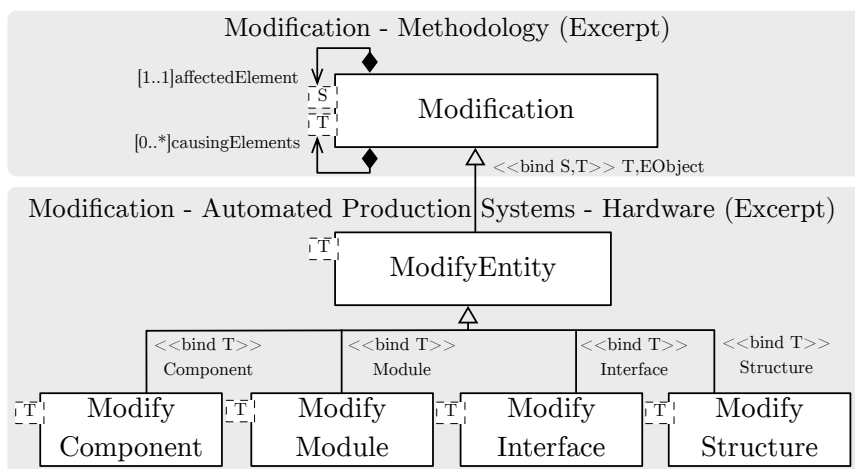 Modification - Methodology (Excerpt)
[1..1]affectedElement
S
Modification
T
[0..*]causingElements
<<bind S,T>> T,EObject
Modification - Automated Production Systems - Hardware (Excerpt)
T
ModifyEntity
<<bind T>>
Component
<<bind T>>
Module
<<bind T>>
Interface
<<bind T>>
Structure
T
Modify
Component
T
Modify
Module
T
Modify
Interface
T
Modify
Structure